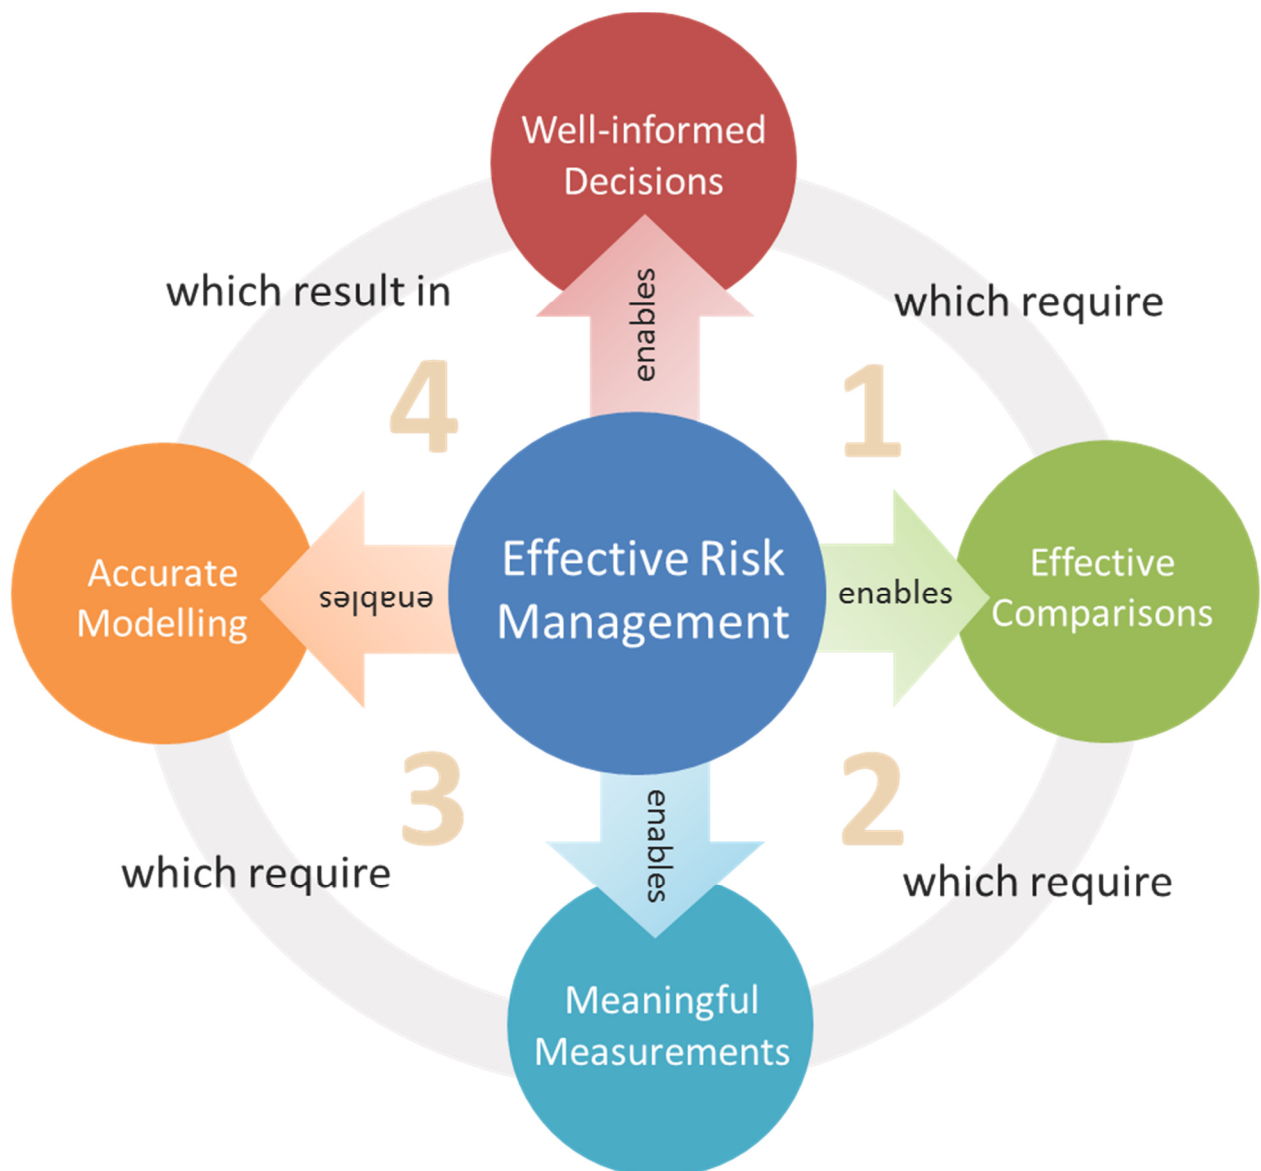 Well-informed
Decisions
enables
which result in
which require
4
1
Accurate
Modelling
enables
Effective Risk
Management
enables
Effective
Comparisons
3
2
enables
which require
which require
Meaningful
Measurements